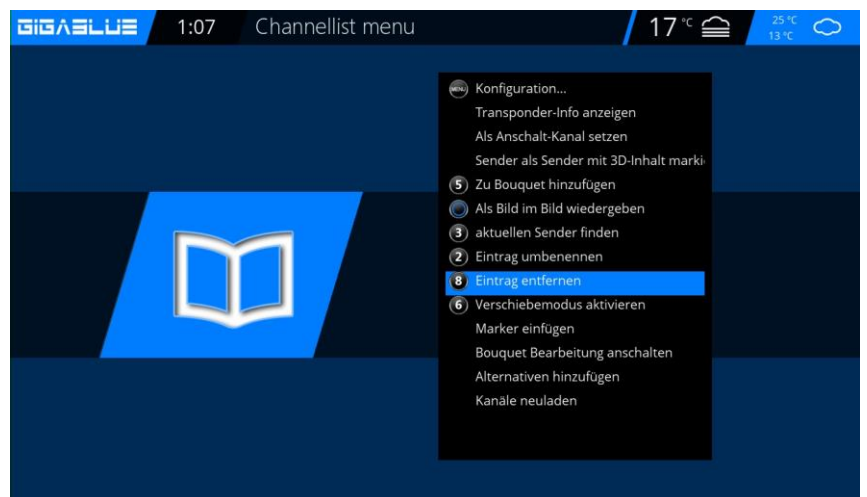 GIGABLUE
1:07
Channellist menu
17 °C
25 °C
13 °C
MENU Konfiguration...
Transponder-Info anzeigen
Als Anschalt-Kanal setzen
Sender als Sender mit 3D-Inhalt marki
5 Zu Bouquet hinzufügen
Als Bild im Bild wiedergeben
3 aktuellen Sender finden
2 Eintrag umbenennen
8 Eintrag entfernen
6 Verschiebemodus aktivieren
Marker einfügen
Bouquet Bearbeitung anschalten
Alternativen hinzufügen
Kanäle neuladen